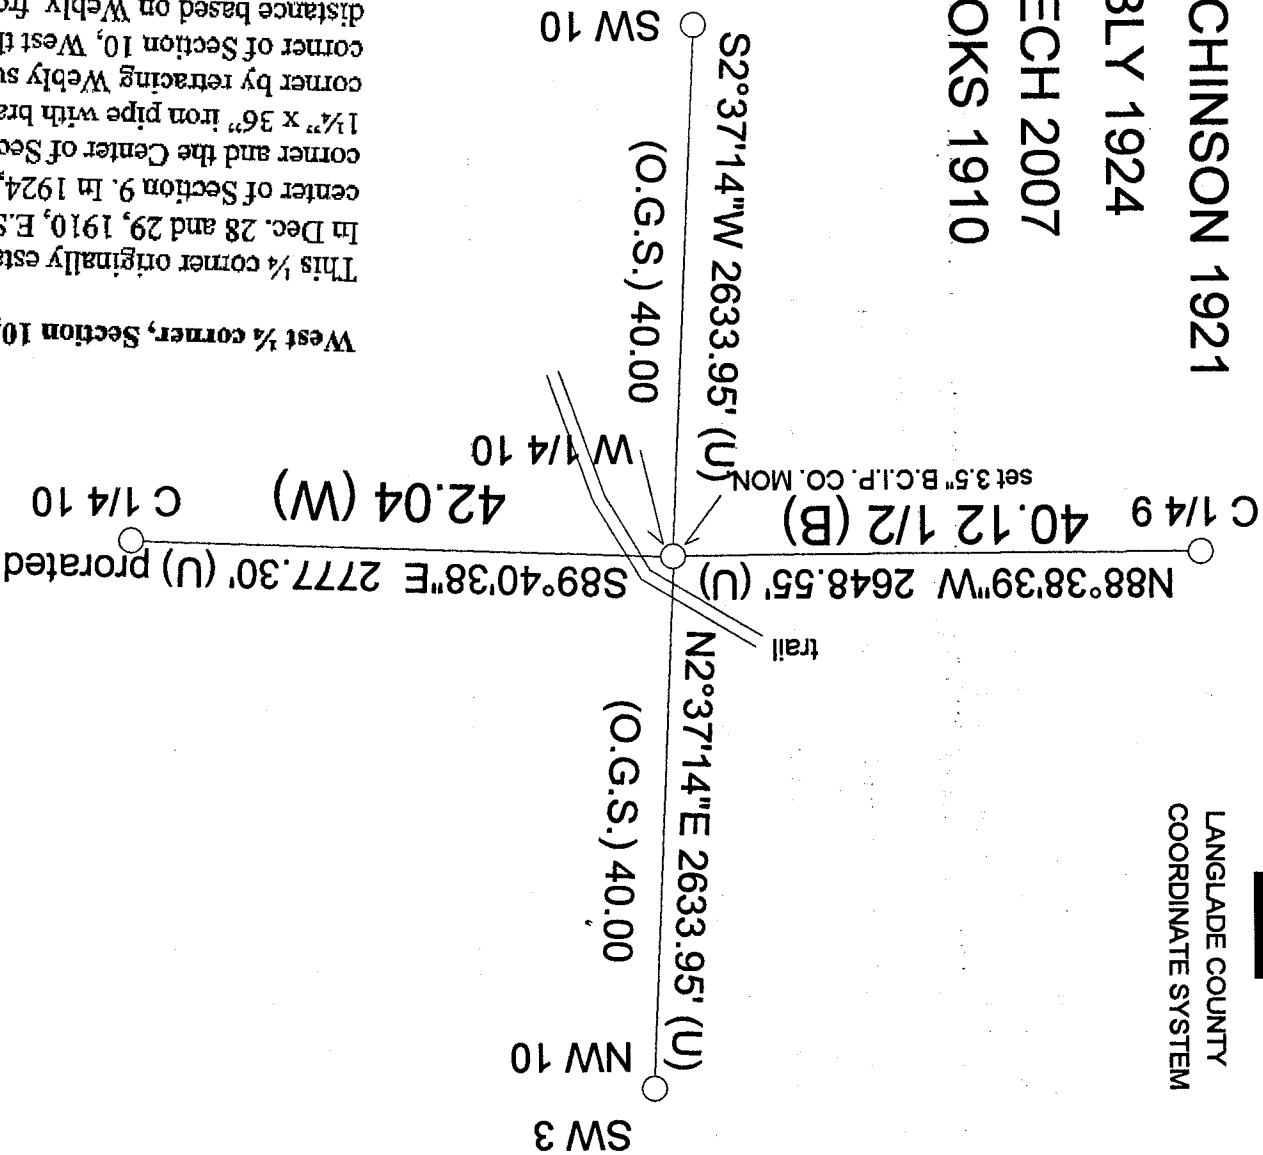 SW 3
NW 10
N2°37'14"E 2633.95' (U)
(O.G.S.) 40.00
LANGLADE COUNTY
COORDINATE SYSTEM
trail
N88°38'39"W 2648.55' (U)
S89°40'38"E 2777.30' (U) prorated
C 1/4 9
40.12 1/2 (B)
42.04 (W)
C 1/4 10
set 3.5" B.C.I.P. CO. MON
W 1/4 10
S2°37'14"W 2633.95' (U)
(O.G.S.) 40.00
SW 10
CHINSON 1921
BLY 1924
ECH 2007
OKS 1910
West ¼ corner, Section 10
This ¼ corner originally esta
In Dec. 28 and 29, 1910, E.S
center of Section 9. In 1924,
corner and the Center of Sec
1¼" x 36" iron pipe with bra
corner by retracing Webly su
corner of Section 10, West th
distance based on Webly fro